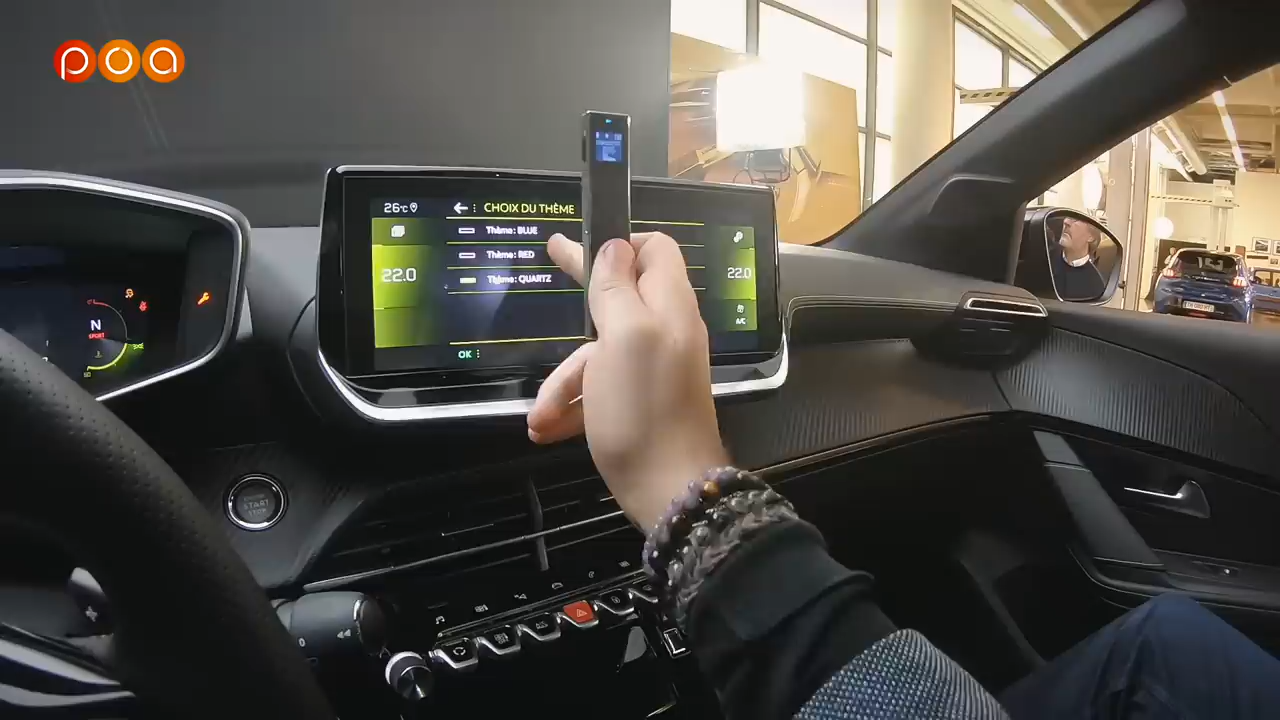 poa
26°C
CHOIX DU THÈME
Thème: BLUE
22.0
Thème: RED
22.0
Thème: QUARTZ
A/C
OK
N
SPORT
START
STOP
0